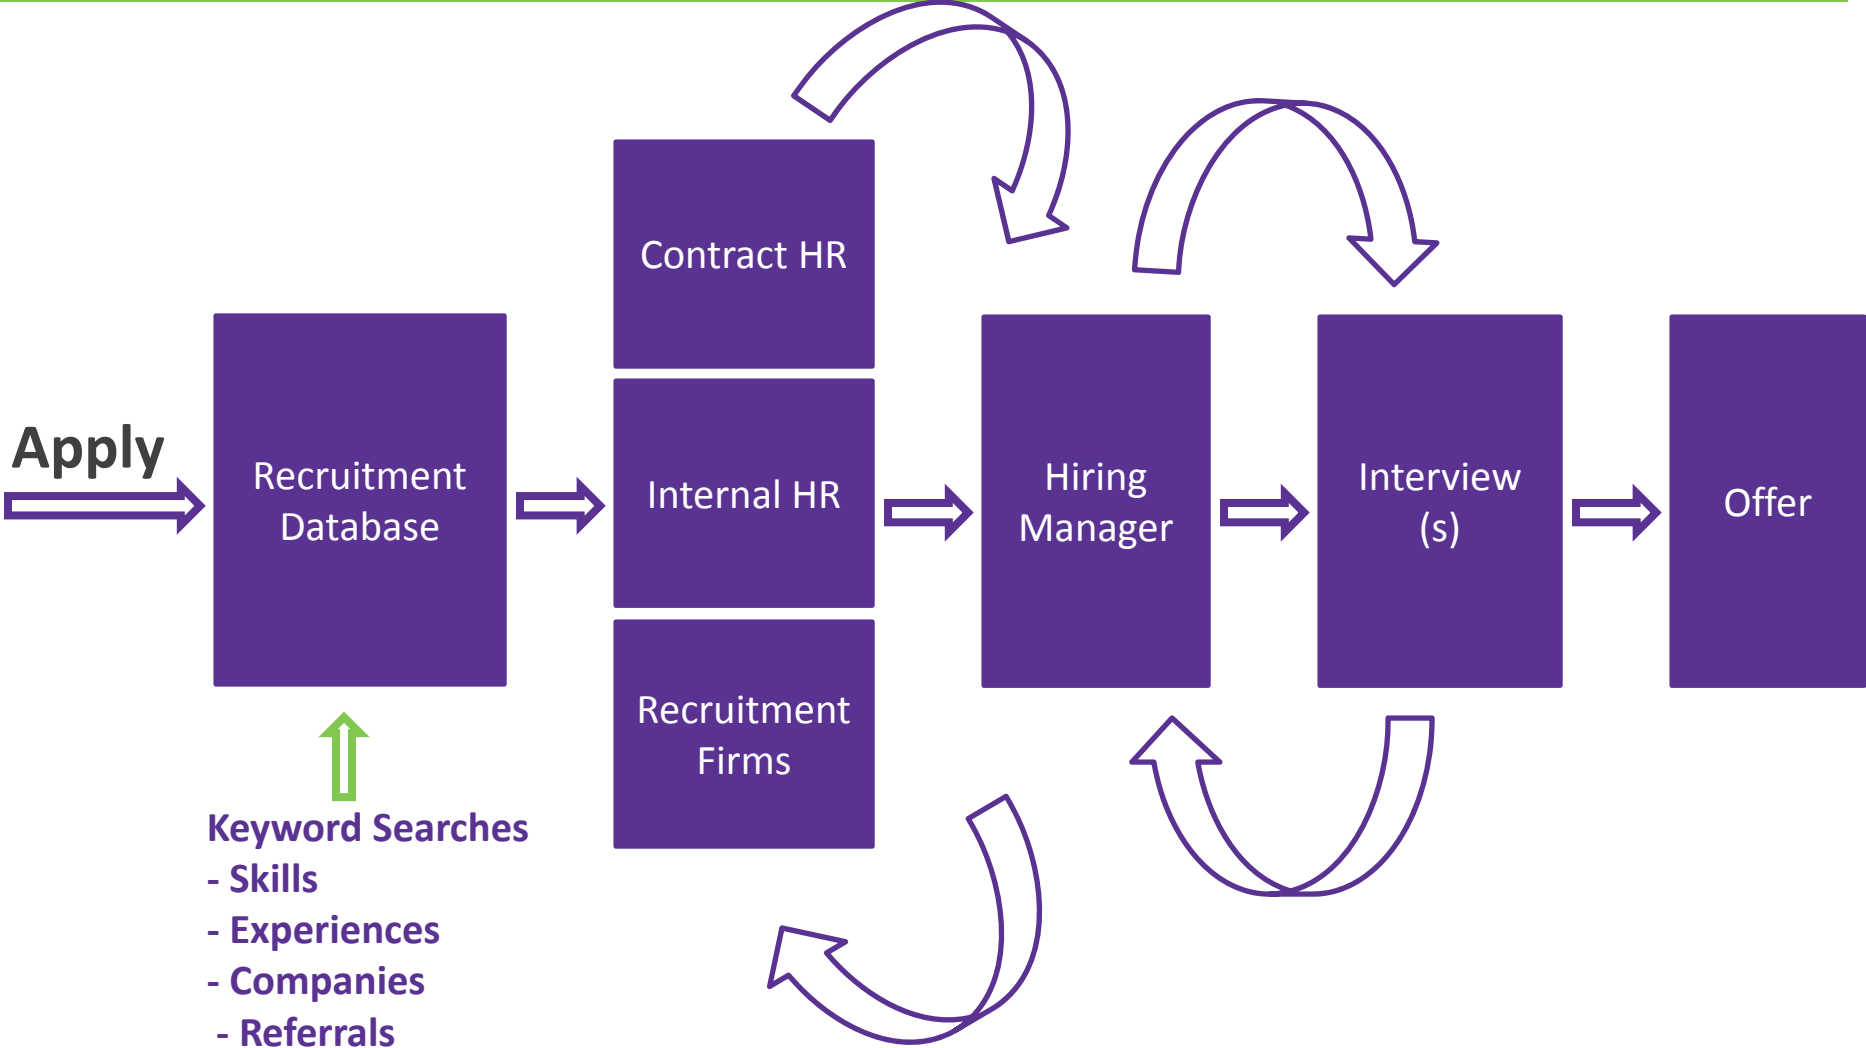 Apply
Recruitment
Database
Keyword Searches
- Skills
- Experiences
- Companies
- Referrals
Contract HR
Internal HR
Recruitment
Firms
Hiring
Manager
Interview
(s)
Offer